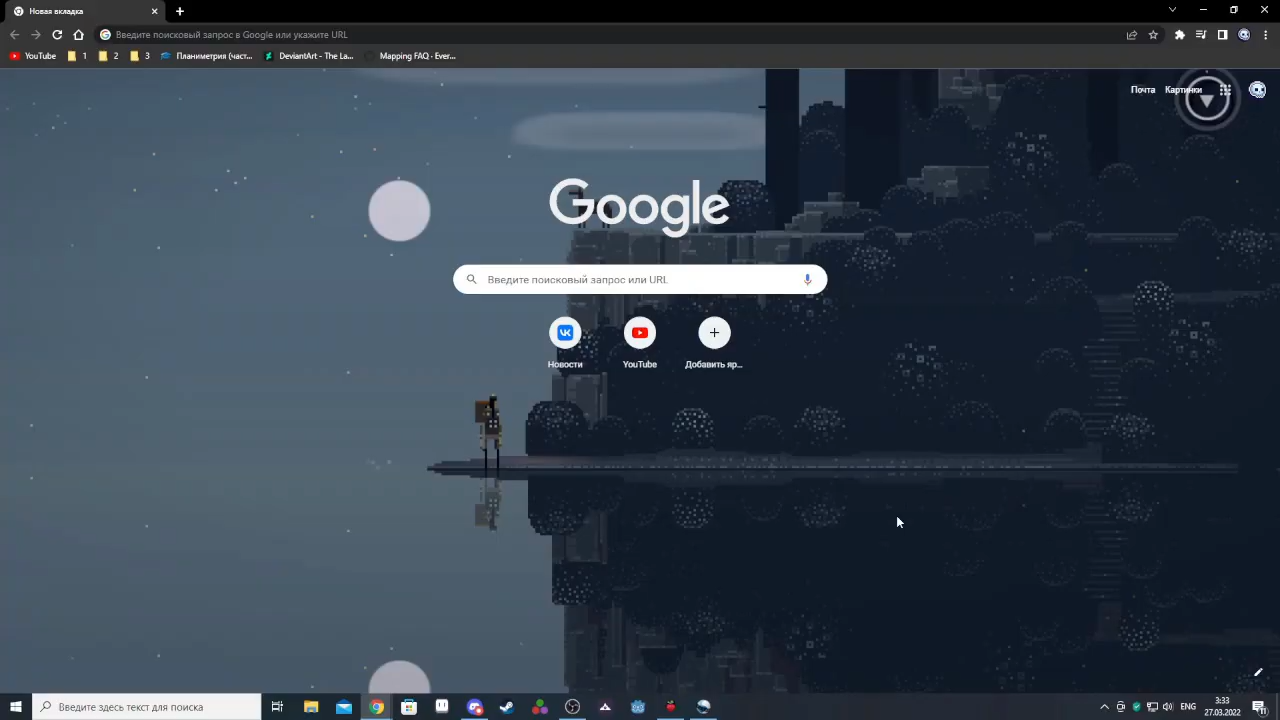 Новая вкладка
Введите поисковый запрос в Google или укажите URL
YouTube 1 2 3 Планиметрия (част... DeviantArt - The La... Mapping FAQ - Ever...
Почта Картинки
Google
Введите поисковый запрос или URL
Новости YouTube Добавить яр...
Введите здесь текст для поиска
ENG
3:33
27.03.2022